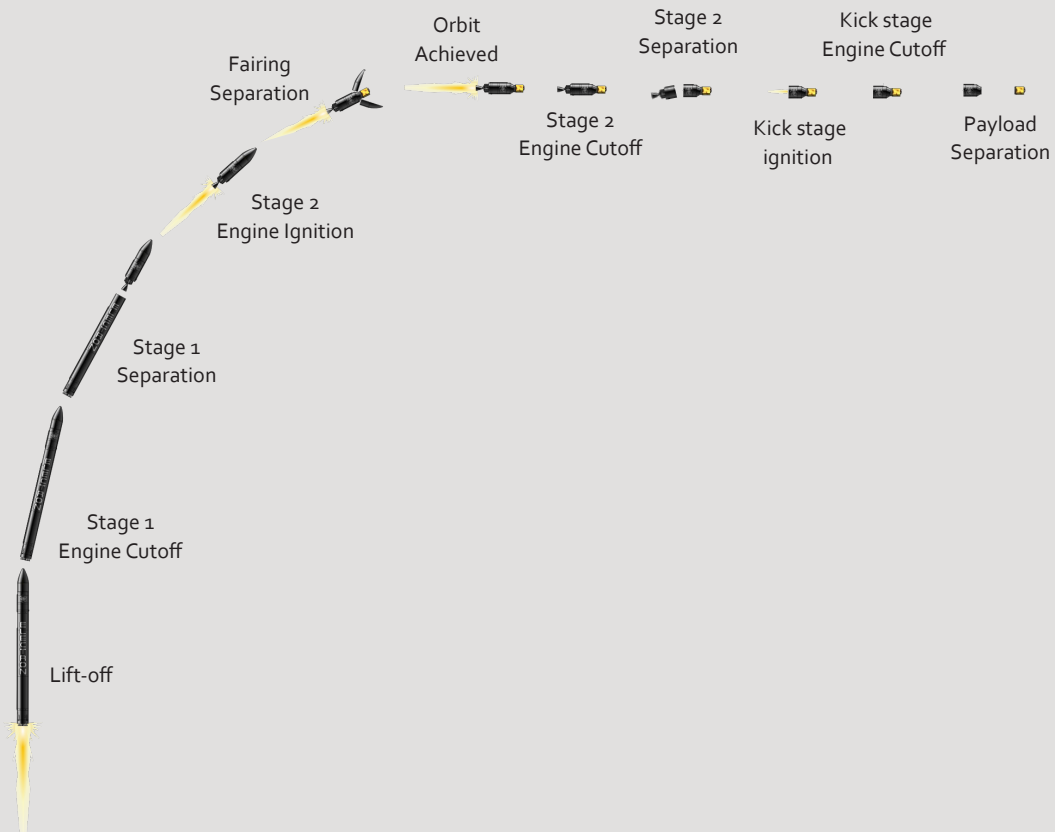 Lift-off
Stage 1
Engine Cutoff
Stage 1
Separation
Stage 2
Engine Ignition
Fairing
Separation
Orbit
Achieved
Stage 2
Engine Cutoff
Stage 2
Separation
Kick stage
ignition
Kick stage
Engine Cutoff
Payload
Separation